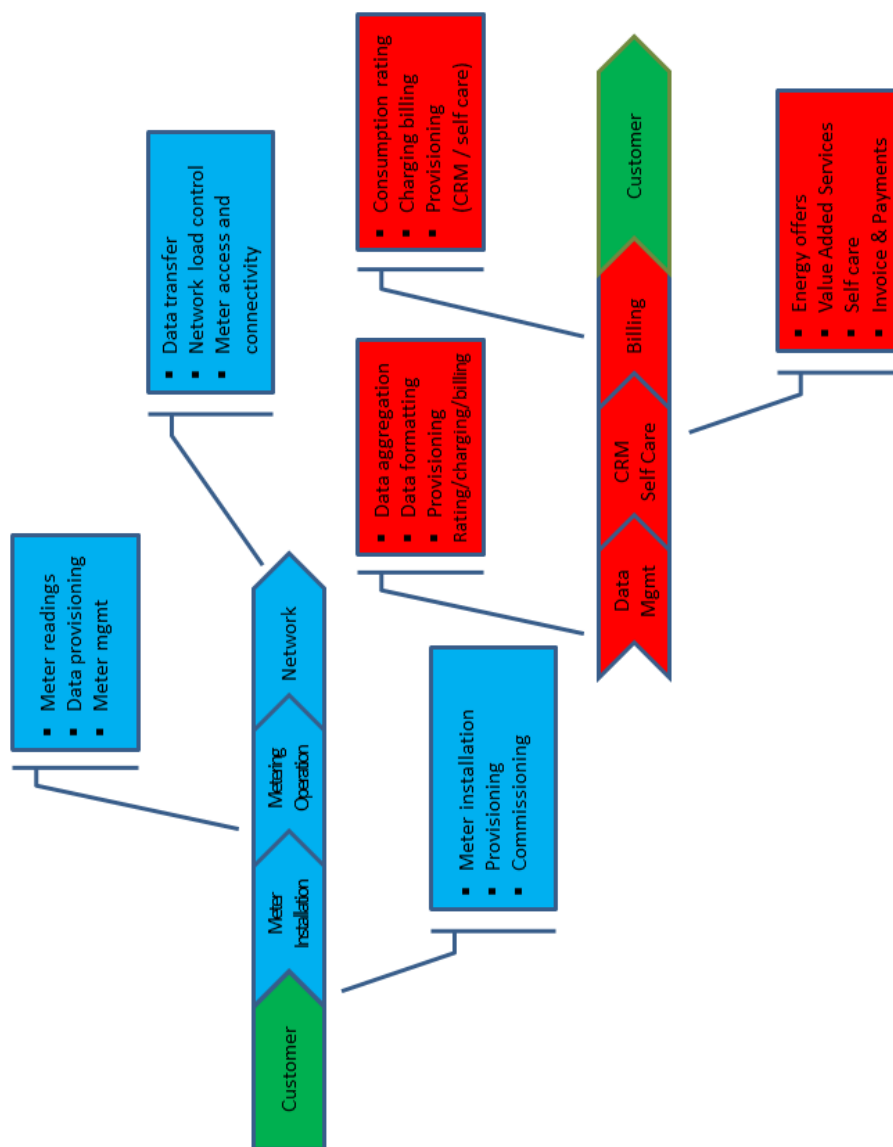 Meter readings
Data provisioning
Meter mgmt
Data transfer
Network load control
Meter access and
connectivity
Customer
Meter
Installation
Metering
Operation
Network
Meter installation
Provisioning
Commissioning
Data aggregation
Data formatting
Provisioning
Rating/charging/billing
Consumption rating
Charging billing
Provisioning
(CRM / self care)
Data
Mgmt
CRM
Self Care
Billing
Customer
Energy offers
Value Added Services
Self care
Invoice & Payments